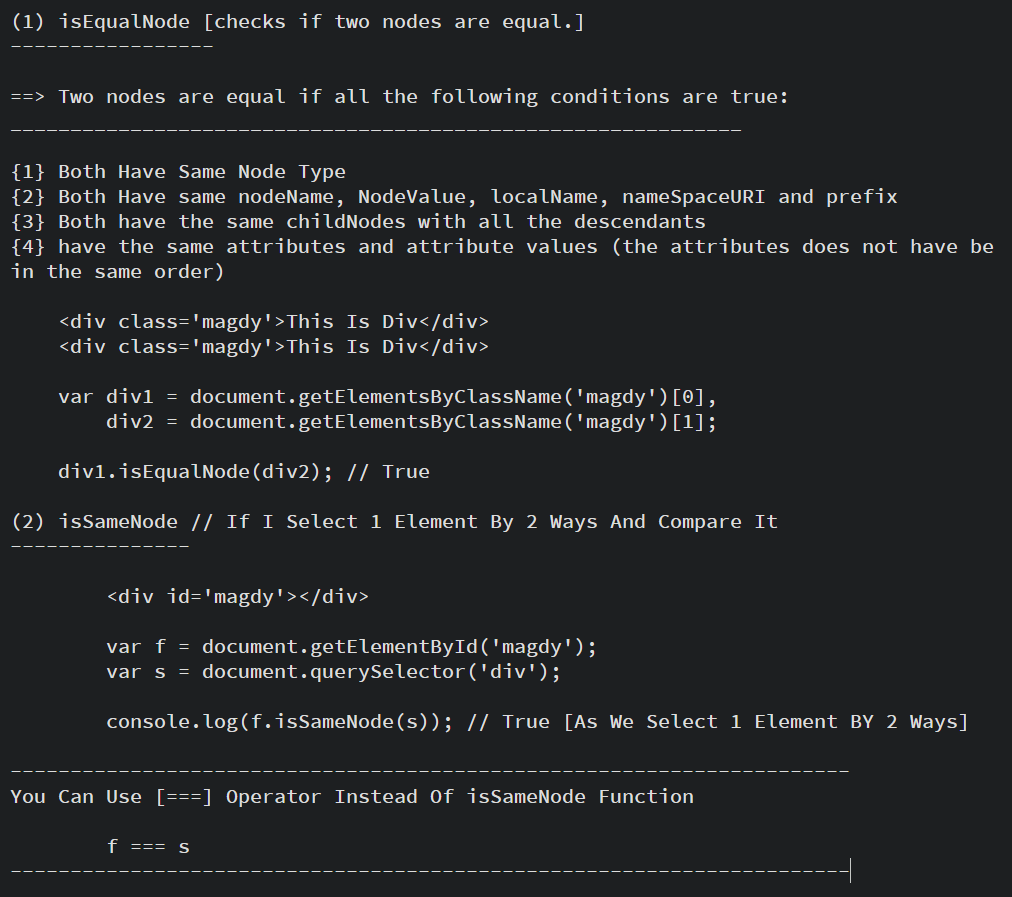 (1) isEqualNode [checks if two nodes are equal.]
-----------------
==> Two nodes are equal if all the following conditions are true:
_____________________________________________________________
{1} Both Have Same Node Type
{2} Both Have same nodeName, NodeValue, localName, nameSpaceURI and prefix
{3} Both have the same childNodes with all the descendants
{4} have the same attributes and attribute values (the attributes does not have be
in the same order)
<div class='magdy'>This Is Div</div>
<div class='magdy'>This Is Div</div>
var div1 = document.getElementsByClassName('magdy')[0],
div2 = document.getElementsByClassName('magdy')[1];
div1.isEqualNode(div2); // True
(2) isSameNode // If I Select 1 Element By 2 Ways And Compare It
---------------
<div id='magdy'></div>
var f = document.getElementById('magdy');
var s = document.querySelector('div');
console.log(f.isSameNode(s)); // True [As We Select 1 Element BY 2 Ways]
----------------------------------------------------------------------
You Can Use [===] Operator Instead Of isSameNode Function
f === s
----------------------------------------------------------------------